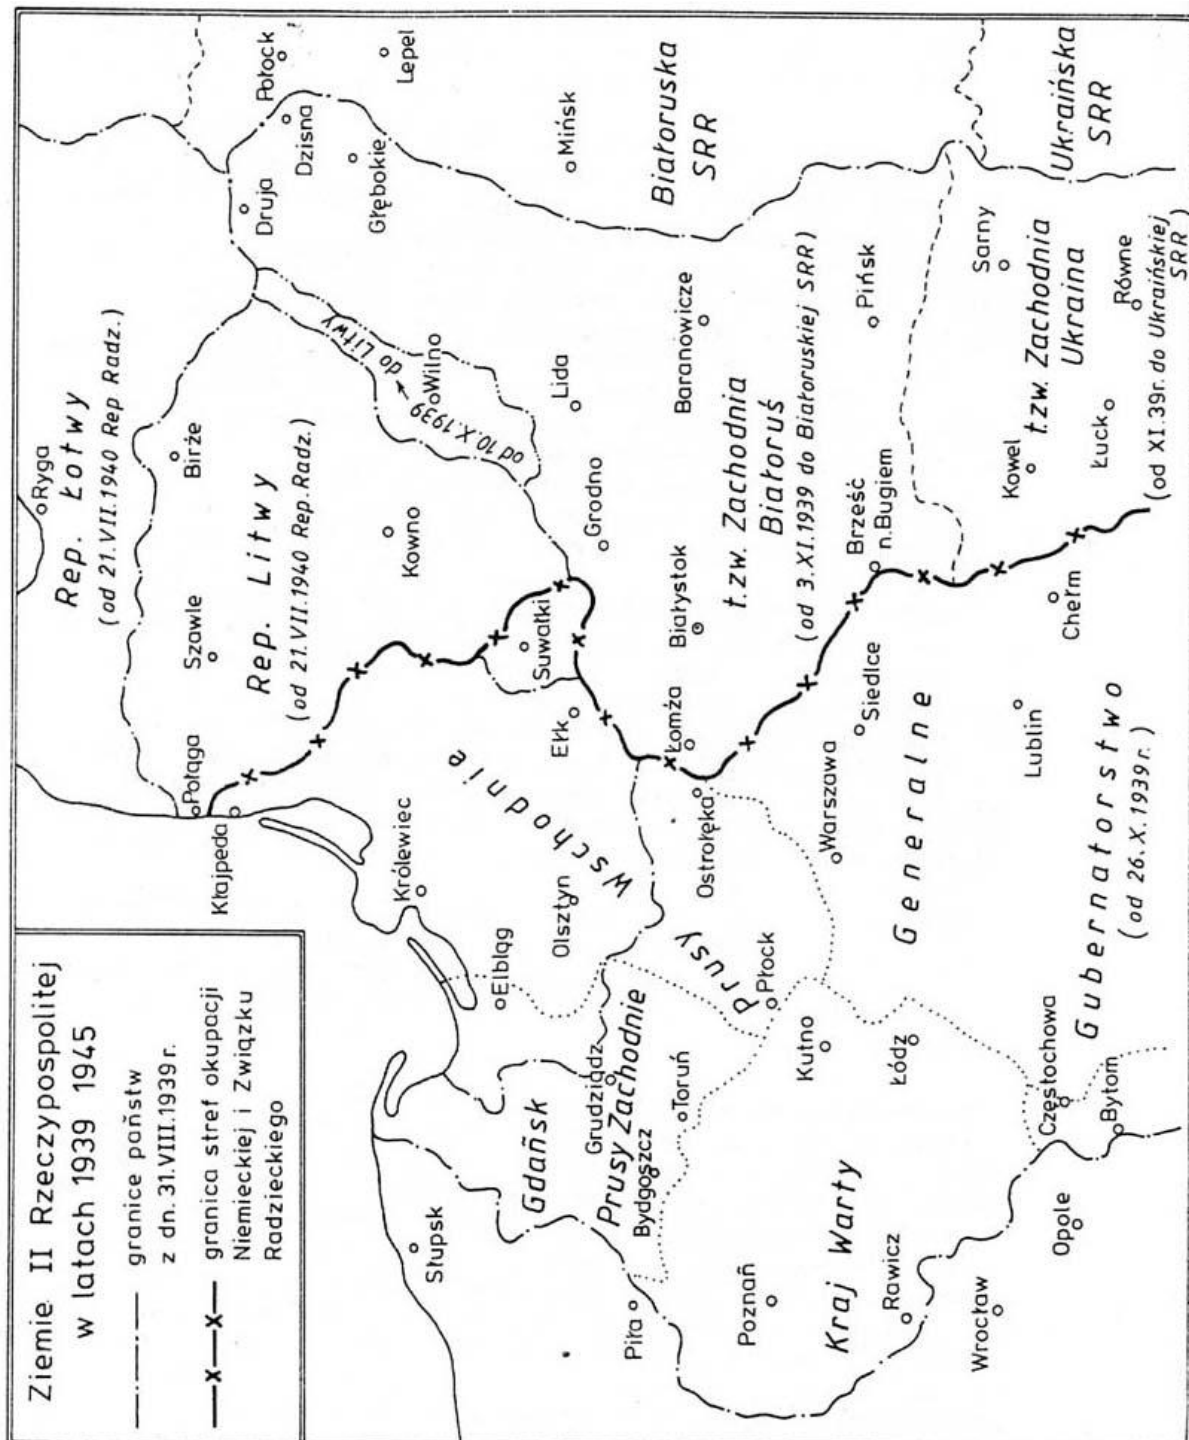 Ziemie II Rzeczypospolitej
w latach 1939 1945
granice państw
z dn. 31.VIII.1939r.
granica stref okupacji
Niemieckiej i Związku
Radzieckiego
Ryga
Rep. Łotwy
(od 21.VII.1940 Rep Radz.)
Birże
Szawle
Połąga
Kłajpeda
Rep. Litwy
(od 21.VII.1940 Rep.Radz.)
Kowno
od 10.X.1939 do Litwy
Wilno
Druja
Dzisna
Połock
Lepel
Głębokie
Mińsk
Białoruska
SRR
Słupsk
Gdańsk
Elbląg
Królewiec
Olsztyn
Ełk
Suwałki
Grodno
Lida
Baranowicze
Prusy Wschodnie
Grudziądz
Prusy Zachodnie
Bydgoszcz
Toruń
Piła
Ostrołęka
Łomża
Białystok
t.zw. Zachodnia
Białoruś
(od 3.XI.1939 do Białoruskiej SRR)
Poznań
Płock
Kutno
Warszawa
Siedlce
Brześć
n.Bugiem
Pińsk
Kraj Warty
Rawicz
Łódź
Generalne
Gubernatorstwo
(od 26.X.1939r.)
Wrocław
Opole
Częstochowa
Bytom
Lublin
Chełm
Kowel
Sarny
Łuck
Równe
t.zw. Zachodnia
Ukraina
(od XI.39r. do Ukraińskiej
SRR)
Ukraińska
SRR